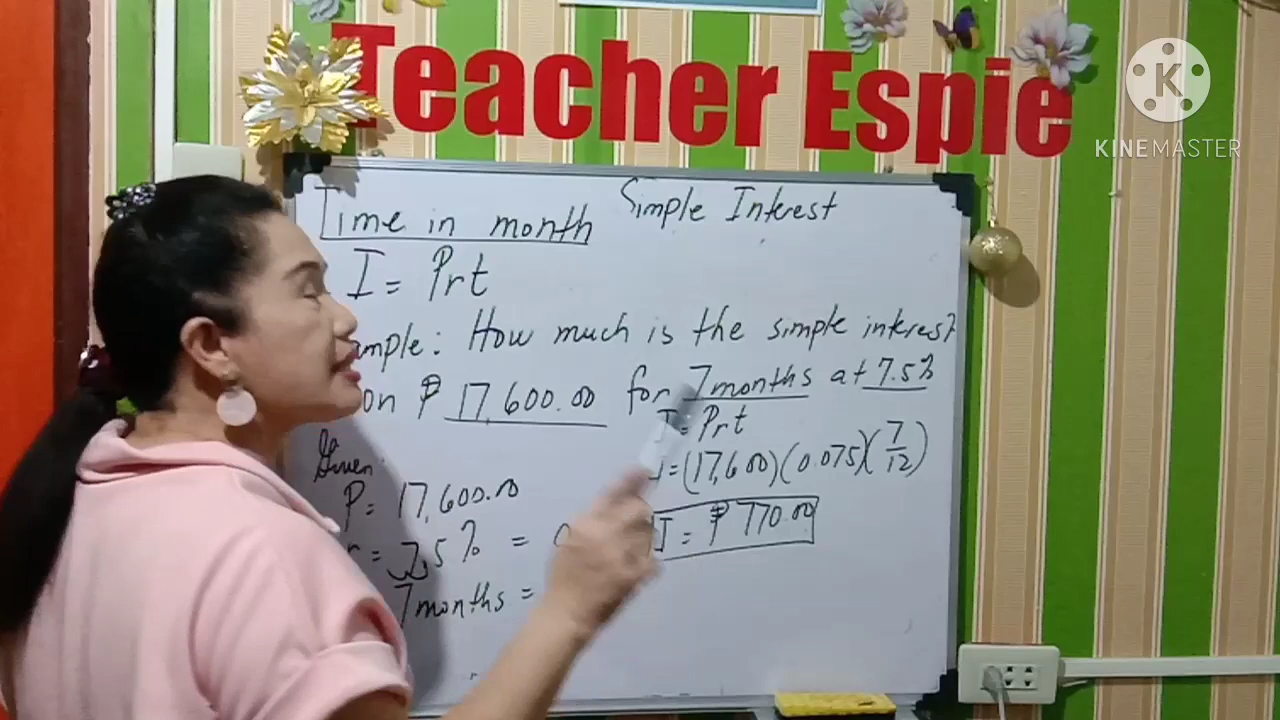 Teacher Espie
KINEMASTER
Time in month
Simple Interest
I = Prt
How much is the simple interest?
on ₱ 17,600.00 for 7 months at 7.5%
Given:
P = 17,600.00
r = 7.5% =
7 months =
I = Prt
I = (17,600)(0.075)(7/12)
I = ₱ 770.00